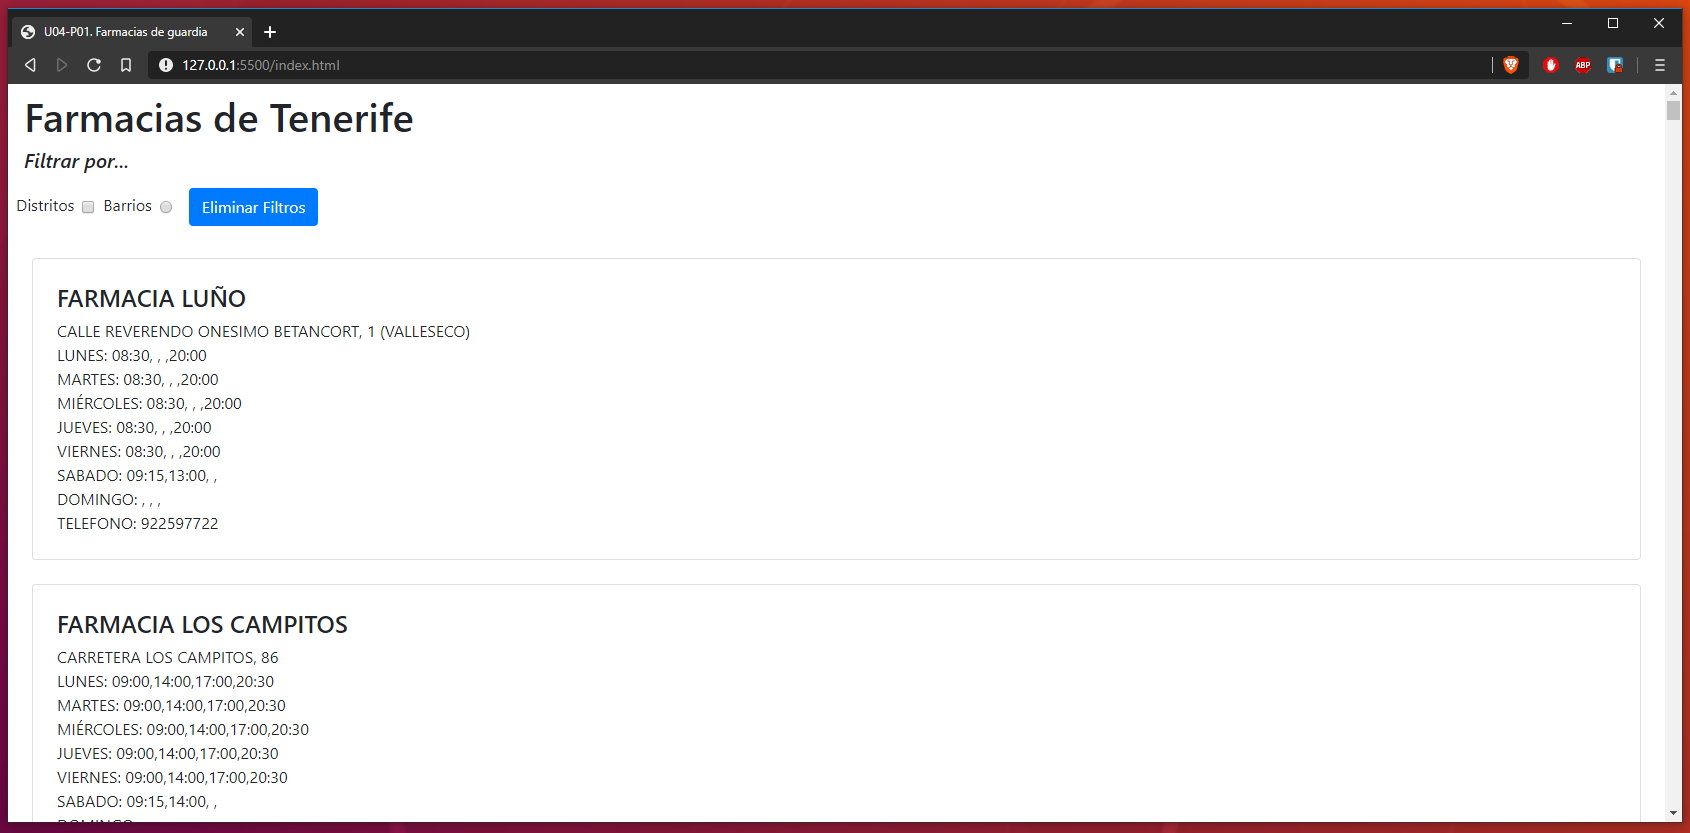 U04-P01. Farmacias de guardia
127.0.0.1:5500/index.html
ABP
Farmacias de Tenerife
Filtrar por...
Distritos Barrios Eliminar Filtros
FARMACIA LUÑO
CALLE REVERENDO ONESIMO BETANCORT, 1 (VALLESECO)
LUNES: 08:30, , ,20:00
MARTES: 08:30, , ,20:00
MIÉRCOLES: 08:30, , ,20:00
JUEVES: 08:30, , ,20:00
VIERNES: 08:30, , ,20:00
SABADO: 09:15,13:00, ,
DOMINGO: , , ,
TELEFONO: 922597722
FARMACIA LOS CAMPITOS
CARRETERA LOS CAMPITOS, 86
LUNES: 09:00,14:00,17:00,20:30
MARTES: 09:00,14:00,17:00,20:30
MIÉRCOLES: 09:00,14:00,17:00,20:30
JUEVES: 09:00,14:00,17:00,20:30
VIERNES: 09:00,14:00,17:00,20:30
SABADO: 09:15,14:00, ,